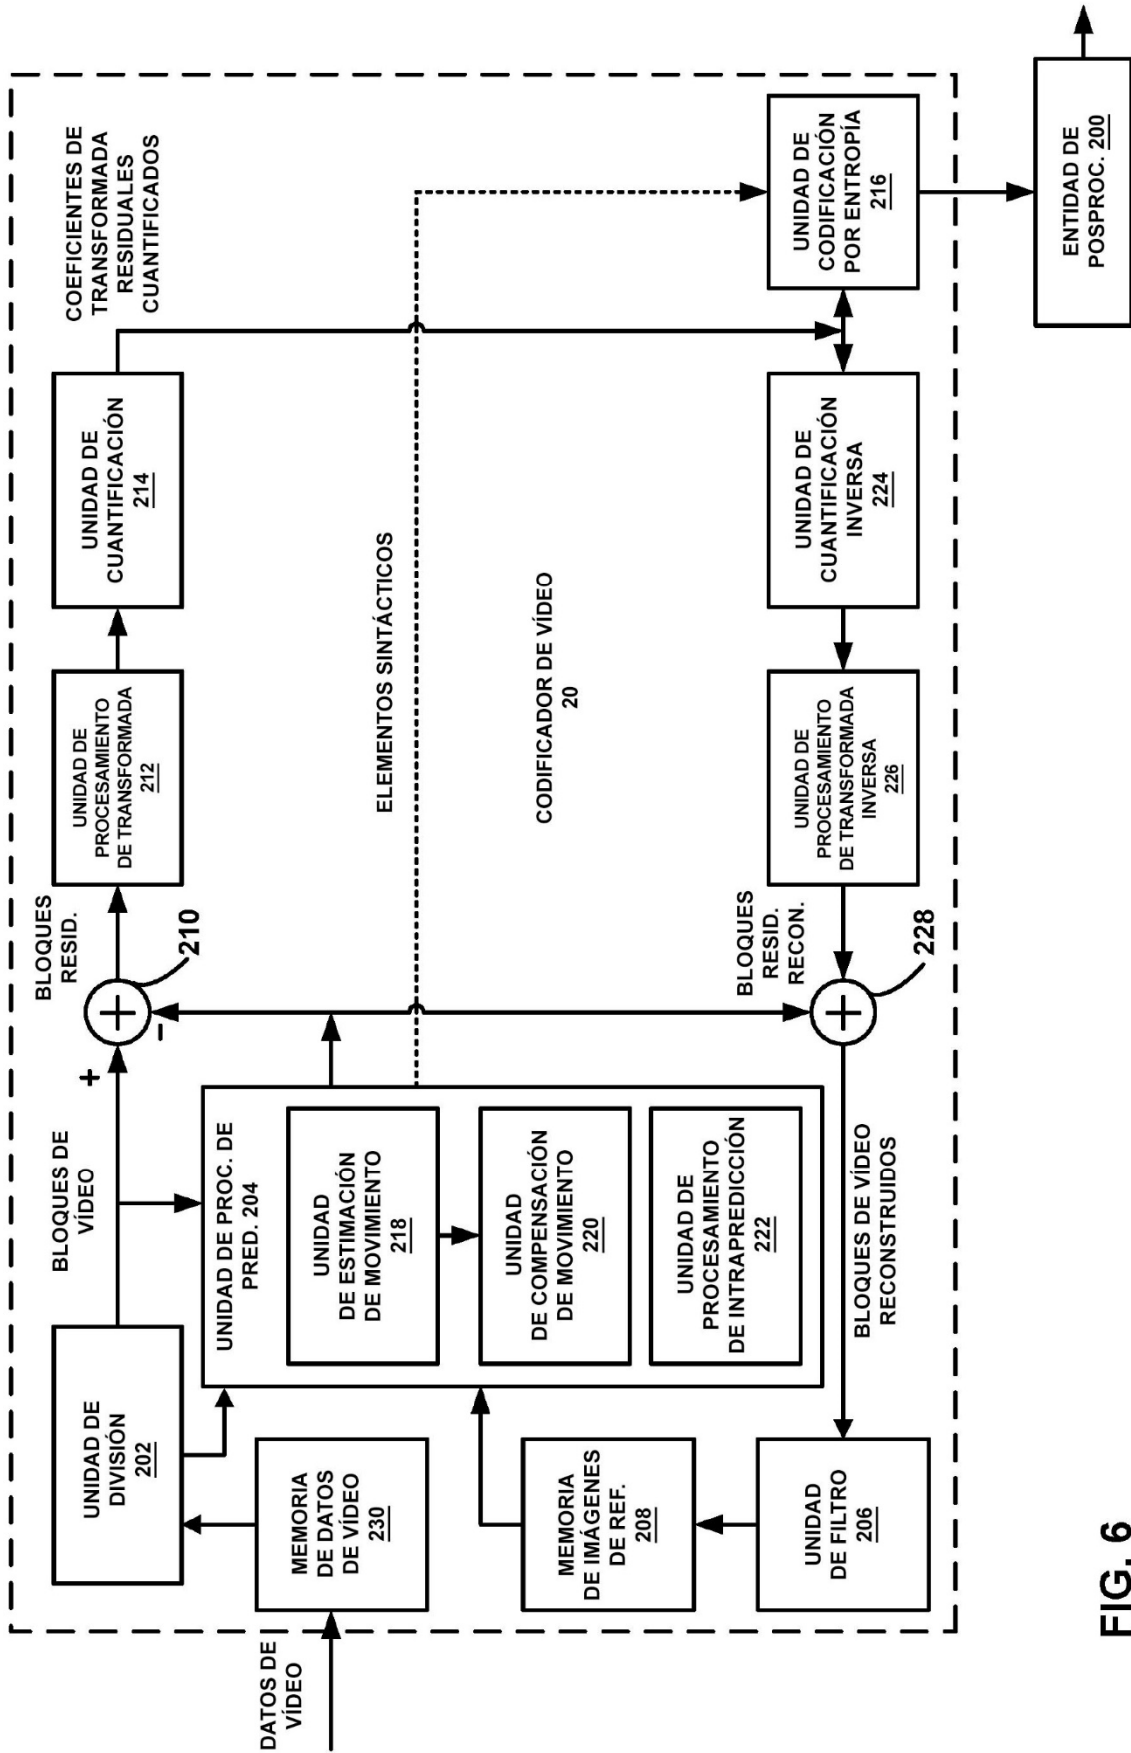 DATOS DE
VÍDEO
MEMORIA
DE DATOS
DE VÍDEO
230
UNIDAD DE
DIVISIÓN
202
BLOQUES DE
VÍDEO
+
-
210
BLOQUES
RESID.
UNIDAD DE
PROCESAMIENTO
DE TRANSFORMADA
212
UNIDAD DE
CUANTIFICACIÓN
214
COEFICIENTES DE
TRANSFORMADA
RESIDUALES
CUANTIFICADOS
UNIDAD DE PROC. DE
PRED. 204
UNIDAD
DE ESTIMACIÓN
DE MOVIMIENTO
218
UNIDAD
DE COMPENSACIÓN
DE MOVIMIENTO
220
UNIDAD DE
PROCESAMIENTO
DE INTRAPREDICCIÓN
222
ELEMENTOS SINTÁCTICOS
CODIFICADOR DE VÍDEO
20
MEMORIA
DE IMÁGENES
DE REF.
208
UNIDAD
DE FILTRO
206
BLOQUES DE VÍDEO
RECONSTRUIDOS
228
BLOQUES
RESID.
RECON.
UNIDAD DE
PROCESAMIENTO
DE TRANSFORMADA
INVERSA
226
UNIDAD DE
CUANTIFICACIÓN
INVERSA
224
UNIDAD DE
CODIFICACIÓN
POR ENTROPÍA
216
ENTIDAD DE
POSPROC. 200
FIG. 6